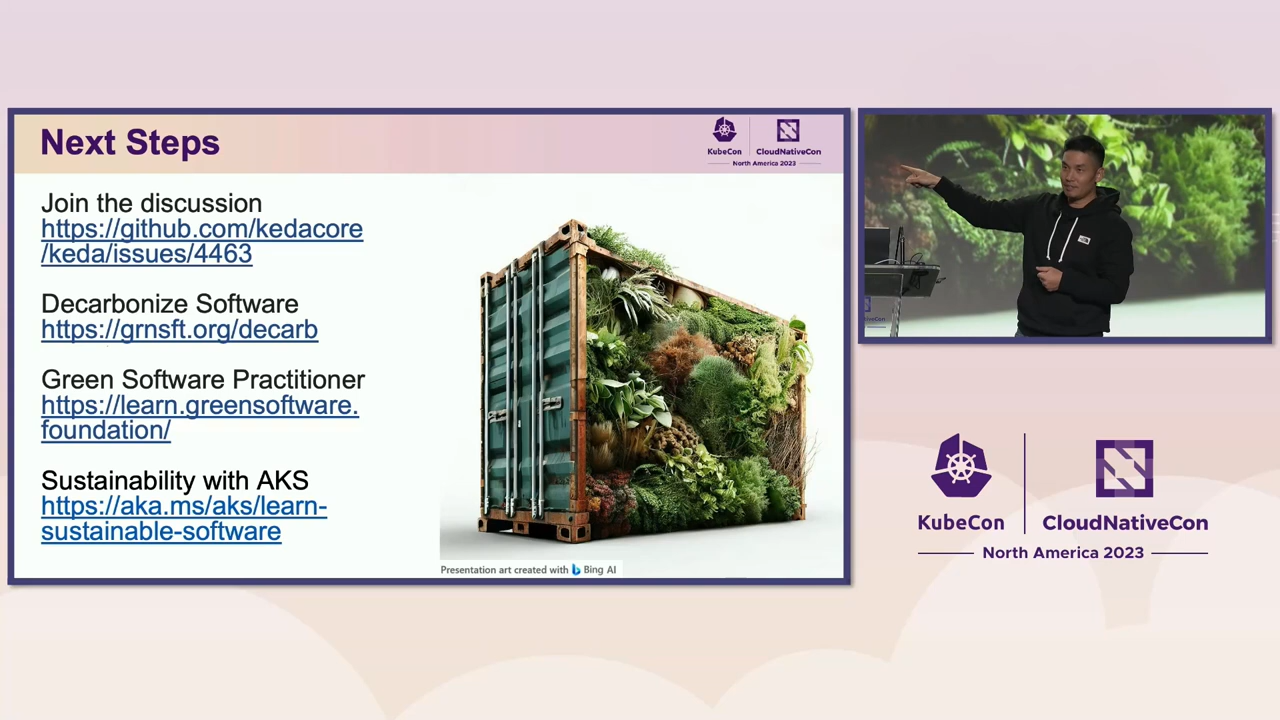 Next Steps
KubeCon
CloudNativeCon
North America 2023
Join the discussion
https://github.com/kedacore
/keda/issues/4463
Decarbonize Software
https://grnsft.org/decarb
Green Software Practitioner
https://learn.greensoftware.
foundation/
Sustainability with AKS
https://aka.ms/aks/learn-
sustainable-software
Presentation art created with Bing AI
KubeCon
CloudNativeCon
North America 2023